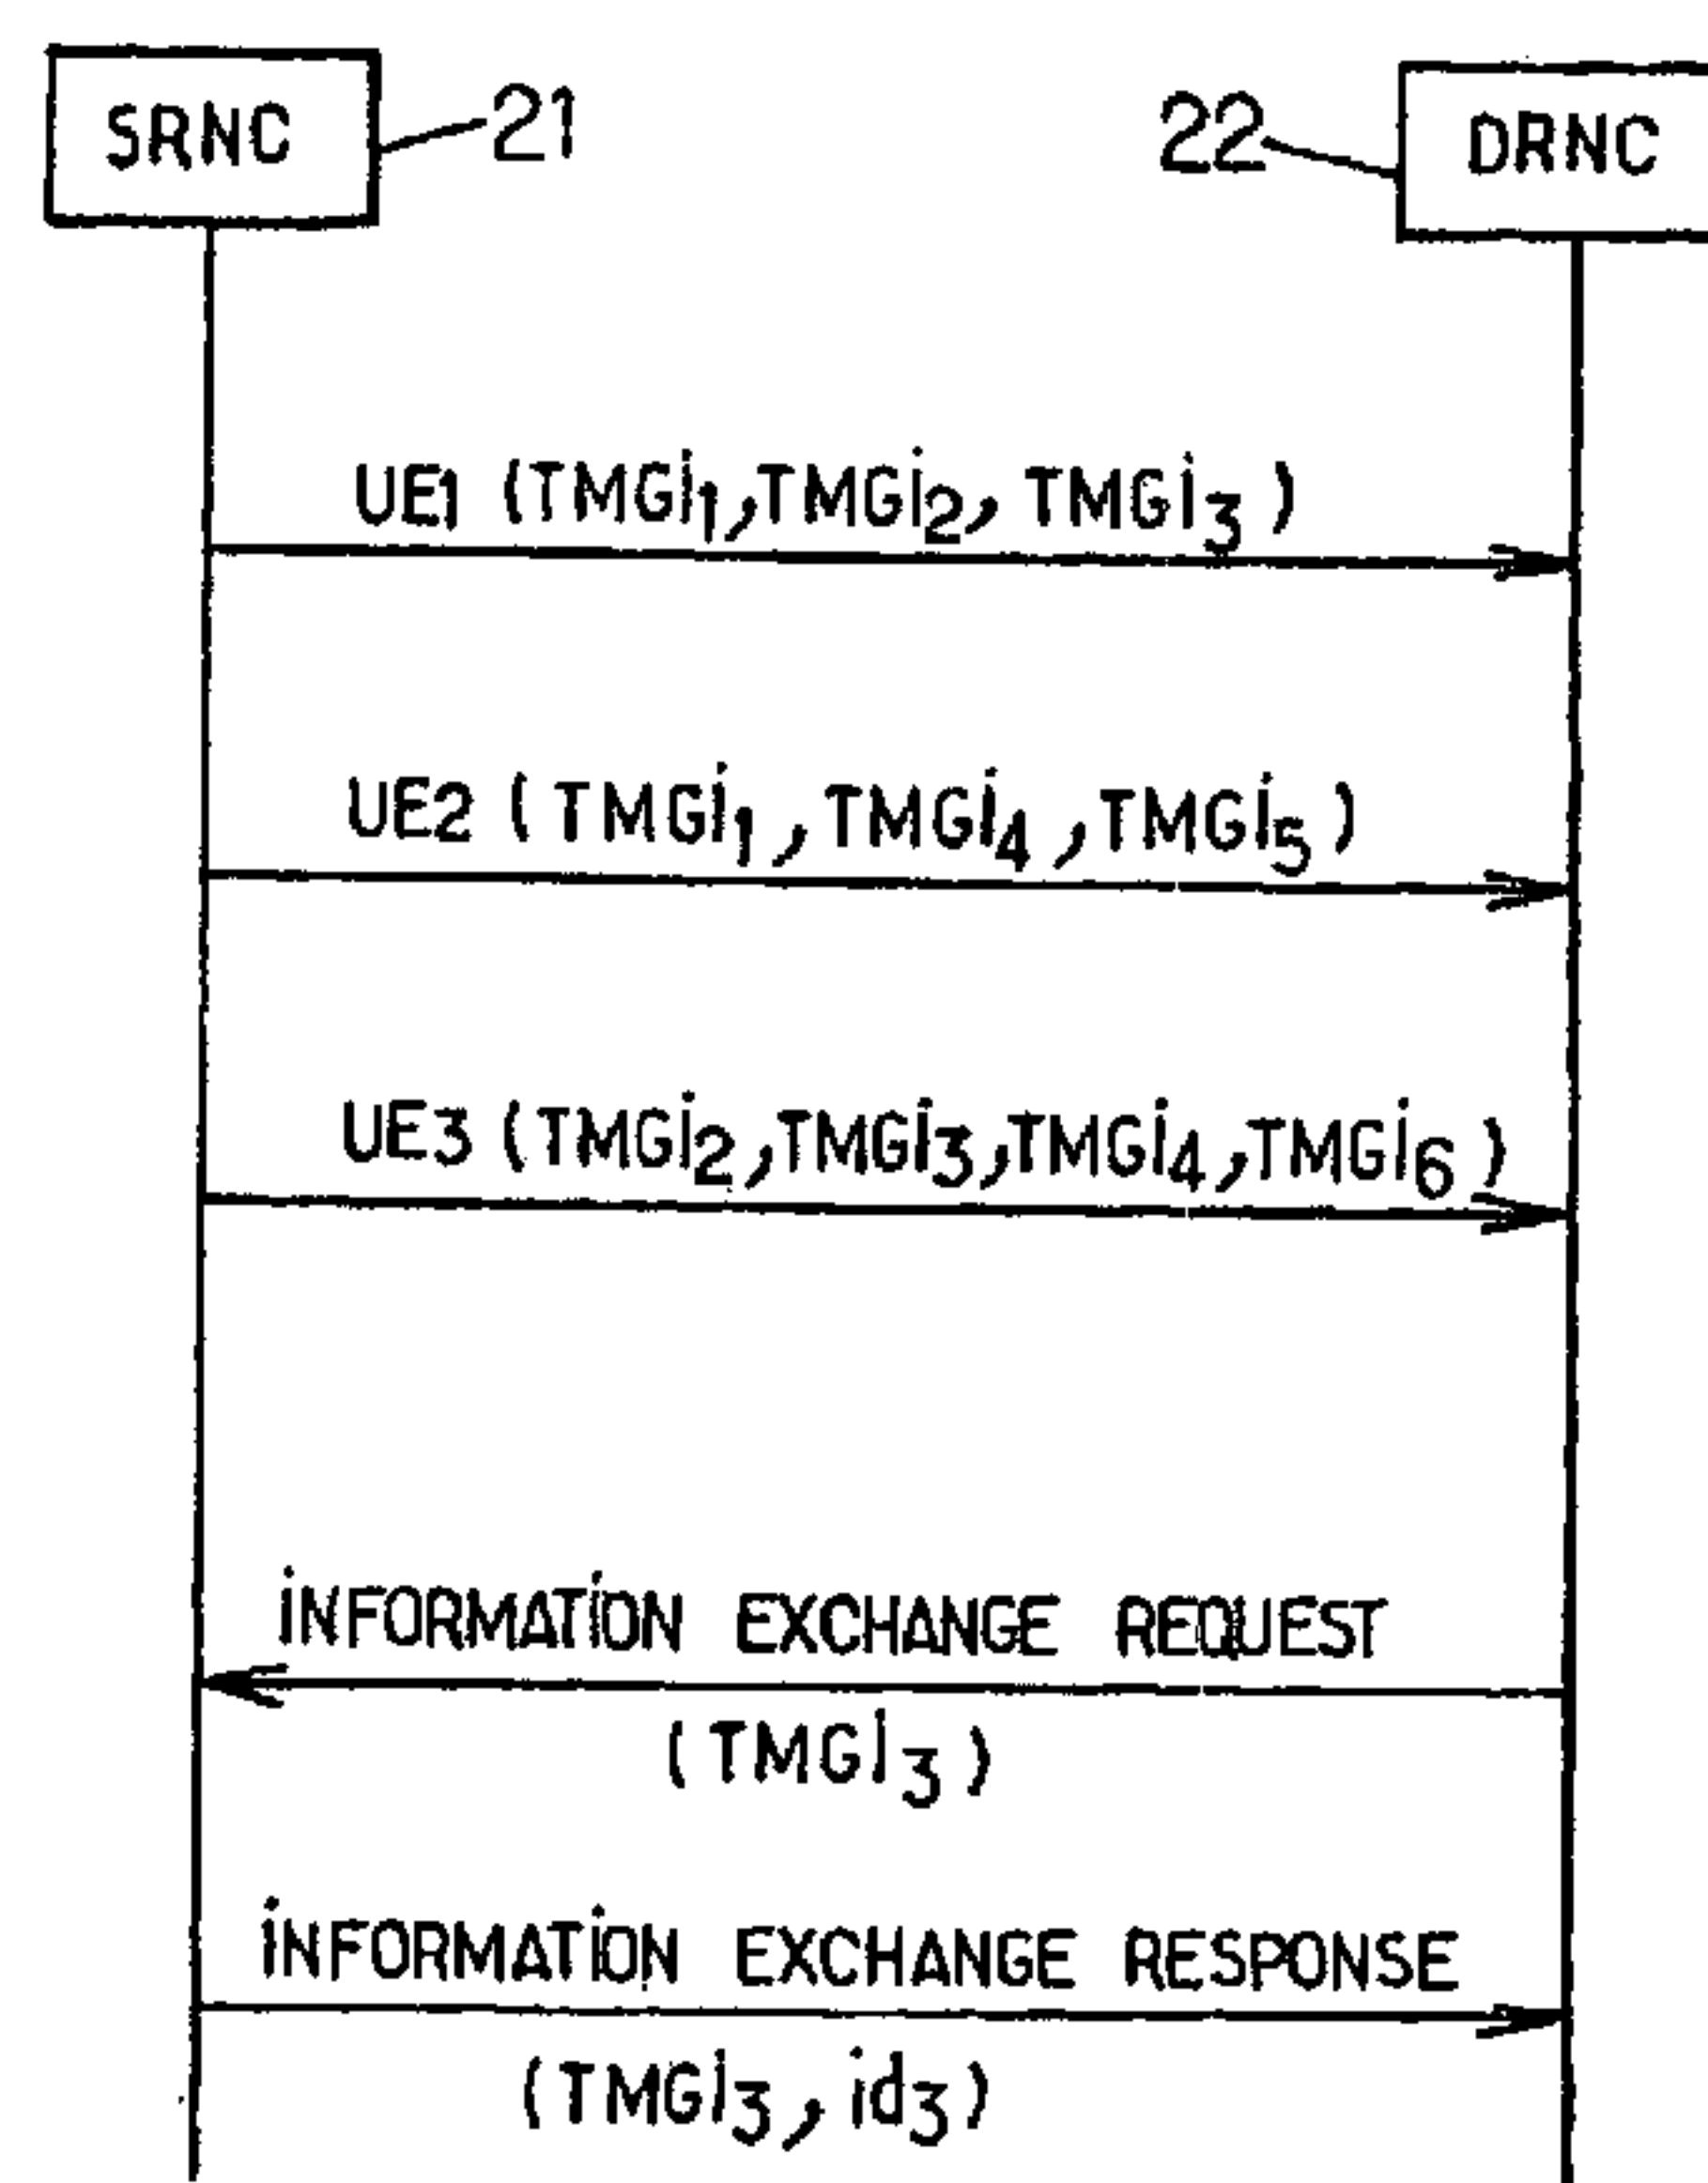 SRNC 21 22 DRNC
UE1 (TMGi1, TMGi2, TMGi3)
UE2 (TMGi1, TMGi4, TMGi5)
UE3 (TMGi2, TMGi3, TMGi4, TMGi6)
iNFORMATiON EXCHANGE REQUEST
(TMGi3)
iNFORMATiON EXCHANGE RESPONSE
(TMGi3, id3)